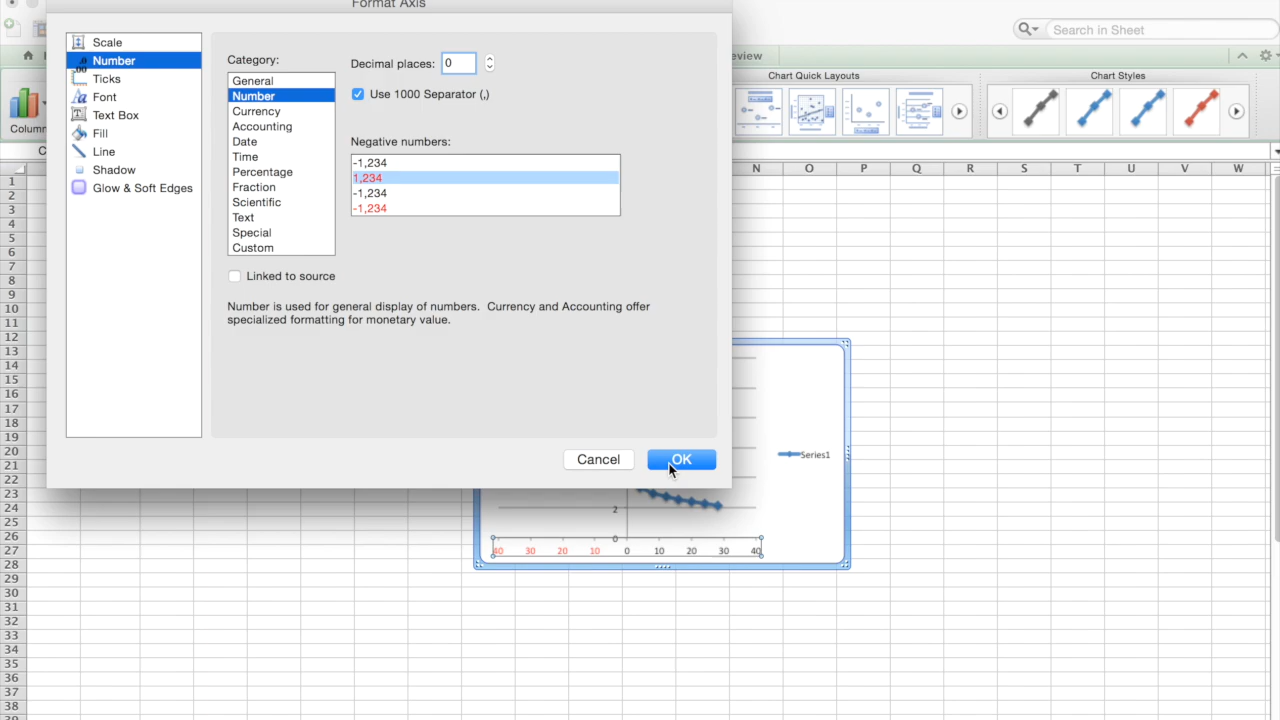 Format Axis
Search in Sheet
eview
Chart Quick Layouts
Chart Styles
Column
Scale
Number
Ticks
Font
Text Box
Fill
Line
Shadow
Glow & Soft Edges
Category:
General
Number
Currency
Accounting
Date
Time
Percentage
Fraction
Scientific
Text
Special
Custom
Decimal places: 0
Use 1000 Separator (,)
Negative numbers:
-1,234
1,234
-1,234
-1,234
Linked to source
Number is used for general display of numbers. Currency and Accounting offer
specialized formatting for monetary value.
Cancel
OK
N O P Q R S T U V W
1
2
3
4
5
6
7
8
9
10
11
12
13
14
15
16
17
18
19
20
21
22
23
24
25
26
27
28
29
30
31
32
33
34
35
36
37
38
Series1
2
0
40 30 20 10 0 10 20 30 40